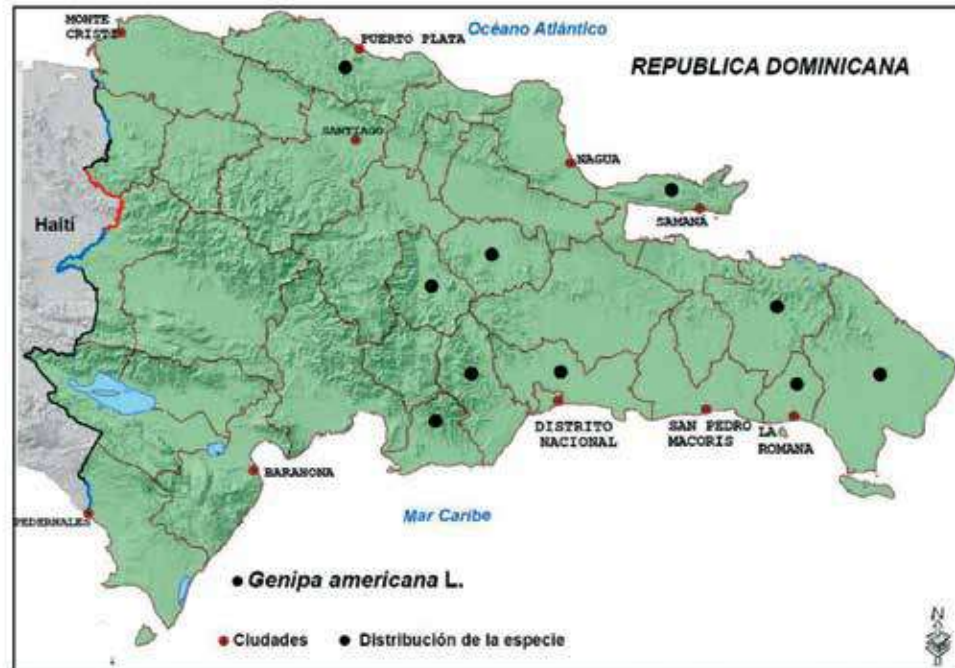 MONTE
CRISTI
PUERTO PLATA
Océano Atlántico
REPUBLICA DOMINICANA
SANTIAGO
NAGUA
Haití
SAMANÁ
DISTRITO
NACIONAL
SAN PEDRO
MACORIS
LA
ROMANA
BARAHONA
PEDERNALES
Mar Caribe
Genipa americana L.
Ciudades
Distribución de la especie
N